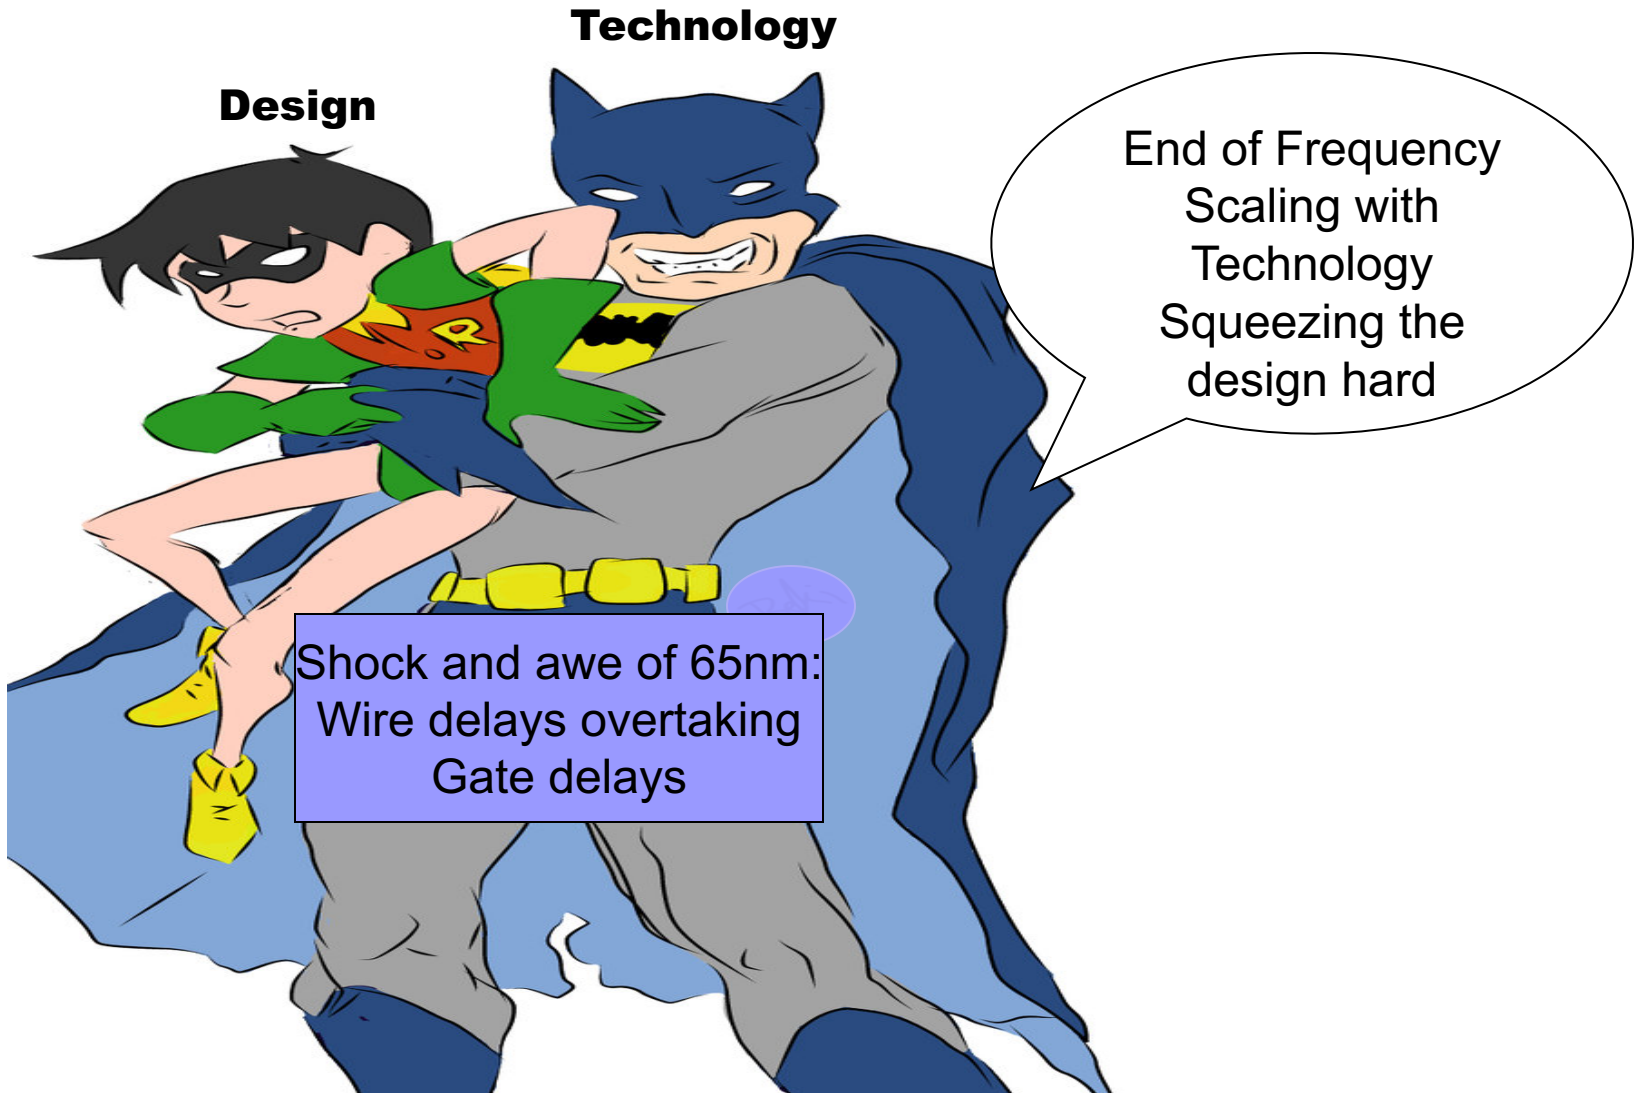 Technology
Design
End of Frequency
Scaling with
Technology
Squeezing the
design hard
R
Shock and awe of 65nm:
Wire delays overtaking
Gate delays